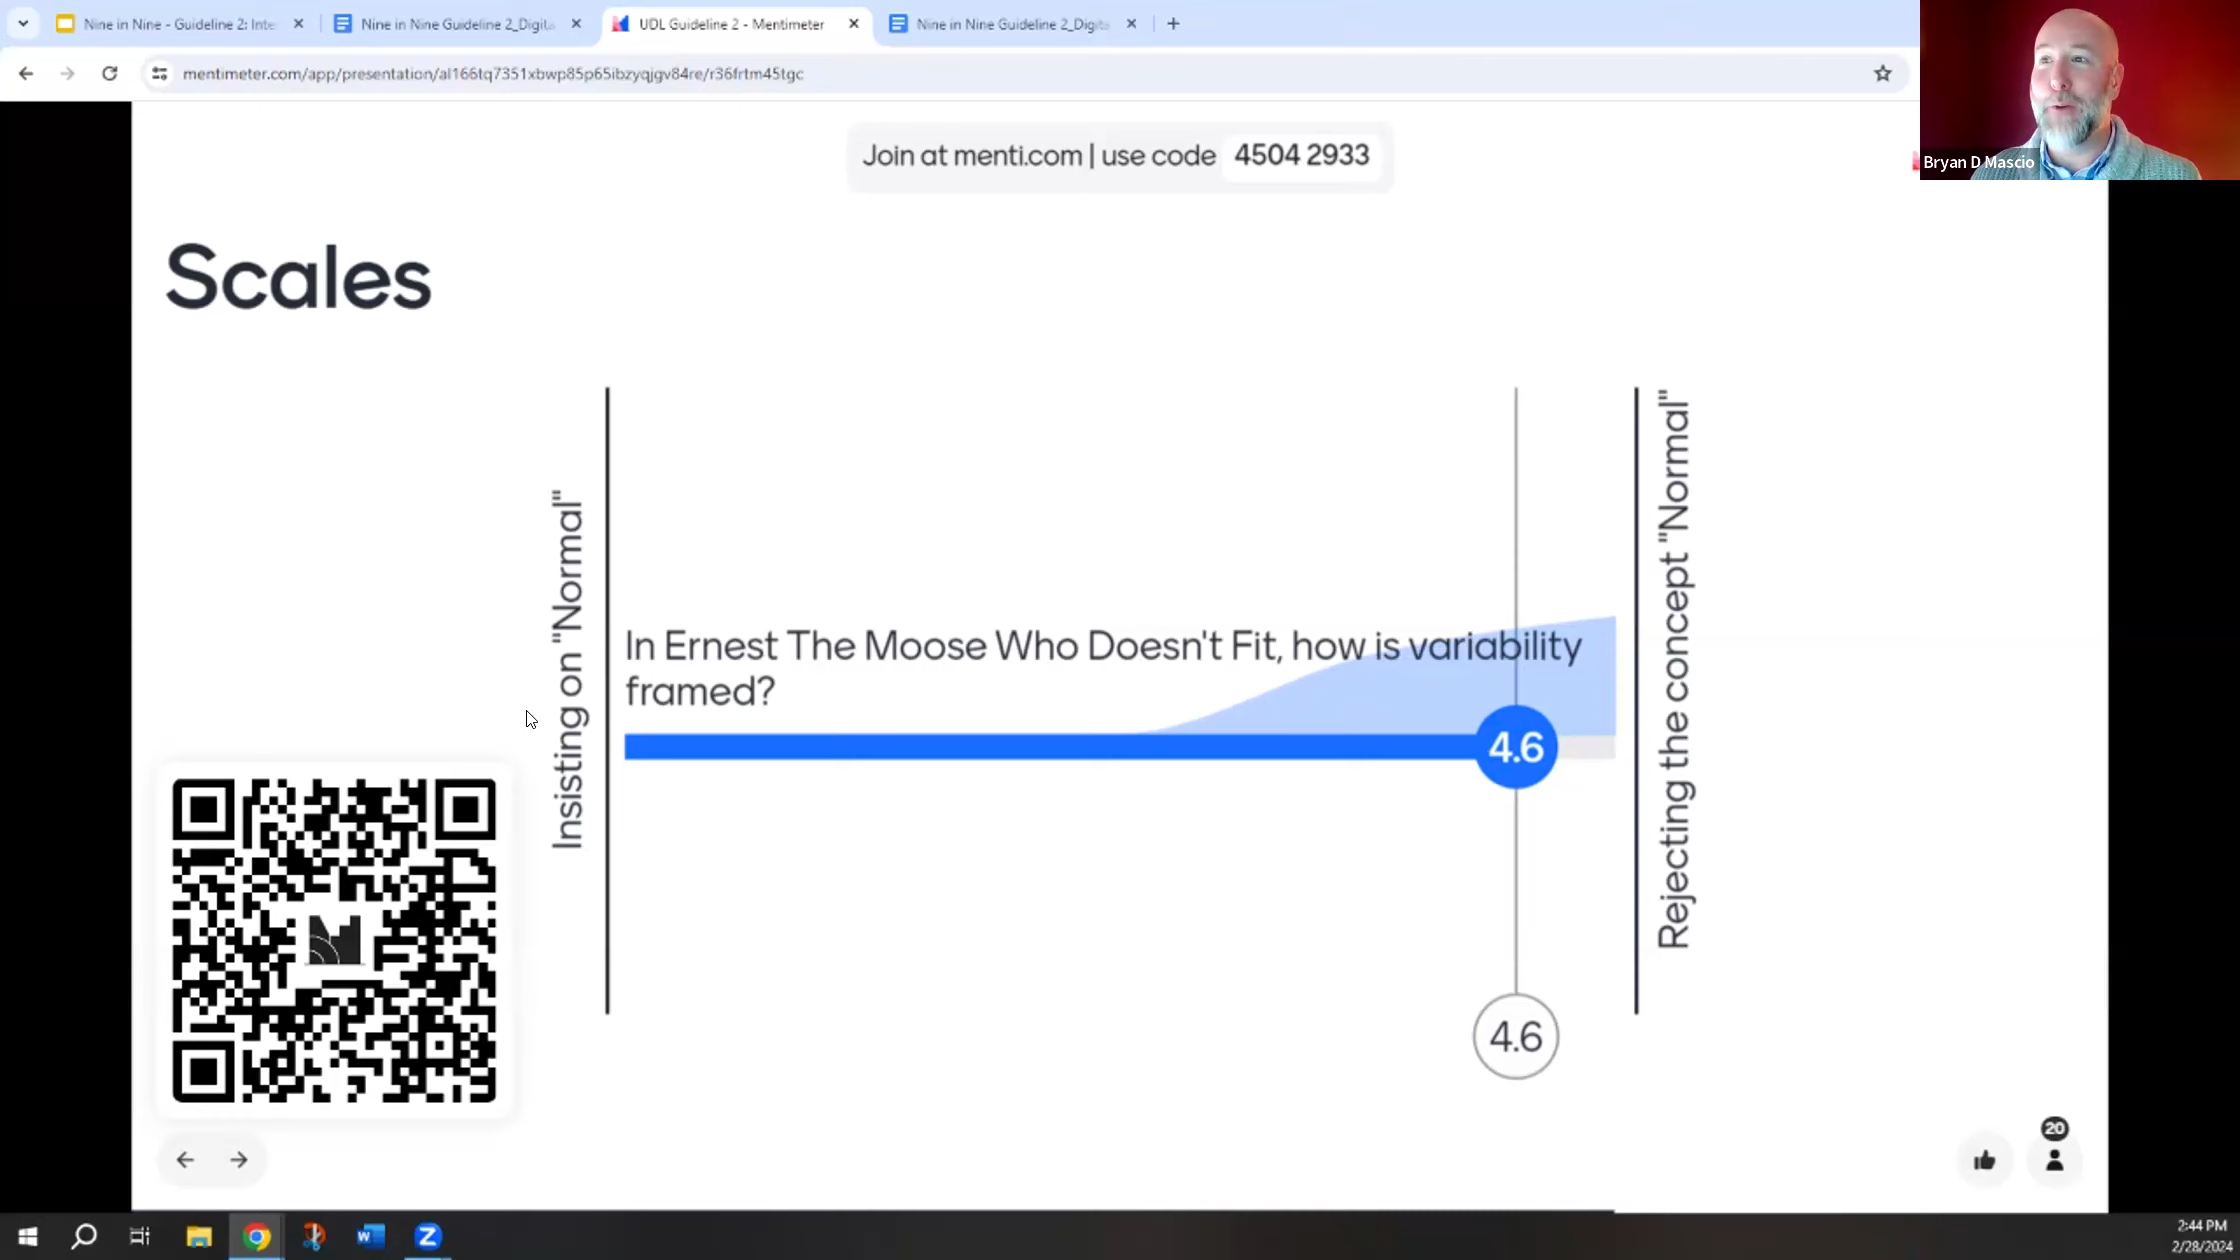 Nine in Nine - Guideline 2: Inte
Nine in Nine Guideline 2_Digita
UDL Guideline 2 - Mentimeter
Nine in Nine Guideline 2_Digita
mentimeter.com/app/presentation/al166tq7351xbwp85p65ibzyqjgv84re/r36frtm45tgc
Bryan D Mascio
Join at menti.com | use code 4504 2933
Scales
Insisting on "Normal"
In Ernest The Moose Who Doesn't Fit, how is variability
framed?
4.6
4.6
Rejecting the concept "Normal"
20
2:44 PM
2/28/2024